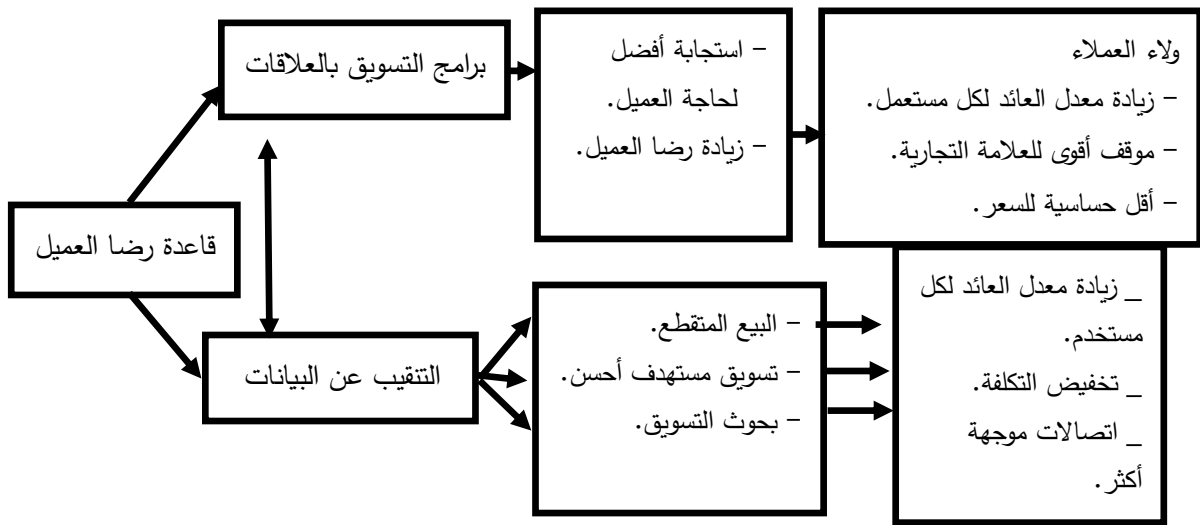 قاعدة رضا العميل
برامج التسويق بالعلاقات
- استجابة أفضل
لحاجة العميل.
- زيادة رضا العميل.
ولاء العملاء
- زيادة معدل العائد لكل مستعمل.
- موقف أقوى للعلامة التجارية.
- أقل حساسية للسعر.
التنقيب عن البيانات
- البيع المتقطع.
- تسويق مستهدف أحسن.
- بحوث التسويق.
_ زيادة معدل العائد لكل
مستخدم.
_ تخفيض التكلفة.
_ اتصالات موجهة
أكثر.